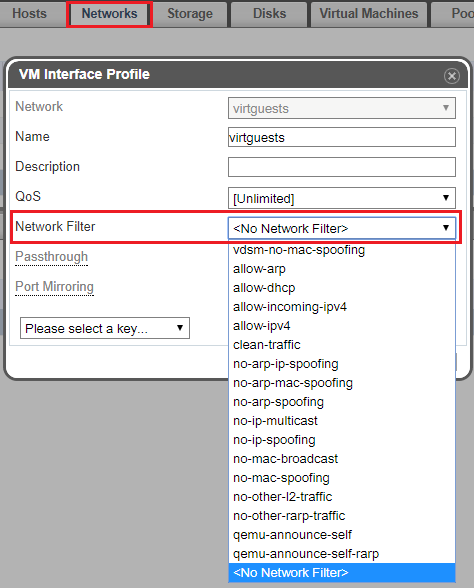 Hosts Networks Storage Disks Virtual Machines Poo
VM Interface Profile
Network virtguests
Name virtguests
Description
QoS [Unlimited]
Network Filter <No Network Filter>
vdsm-no-mac-spoofing
Passthrough
allow-arp
allow-dhcp
Port Mirroring
allow-incoming-ipv4
Please select a key...
allow-ipv4
clean-traffic
no-arp-ip-spoofing
no-arp-mac-spoofing
no-arp-spoofing
no-ip-multicast
no-ip-spoofing
no-mac-broadcast
no-mac-spoofing
no-other-l2-traffic
no-other-rarp-traffic
qemu-announce-self
qemu-announce-self-rarp
<No Network Filter>